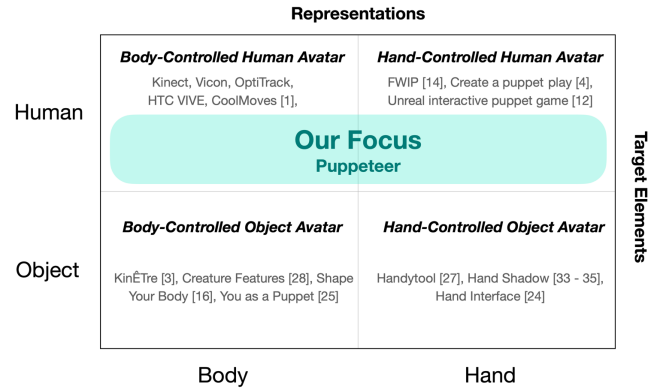 Representations
Body-Controlled Human Avatar
Kinect, Vicon, OptiTrack,
HTC VIVE, CoolMoves [1],
Hand-Controlled Human Avatar
FWIP [14], Create a puppet play [4],
Unreal interactive puppet game [12]
Human
Our Focus
Puppeteer
Target Elements
Body-Controlled Object Avatar
KinÊTre [3], Creature Features [28], Shape
Your Body [16], You as a Puppet [25]
Hand-Controlled Object Avatar
Handytool [27], Hand Shadow [33 - 35],
Hand Interface [24]
Object
Body
Hand